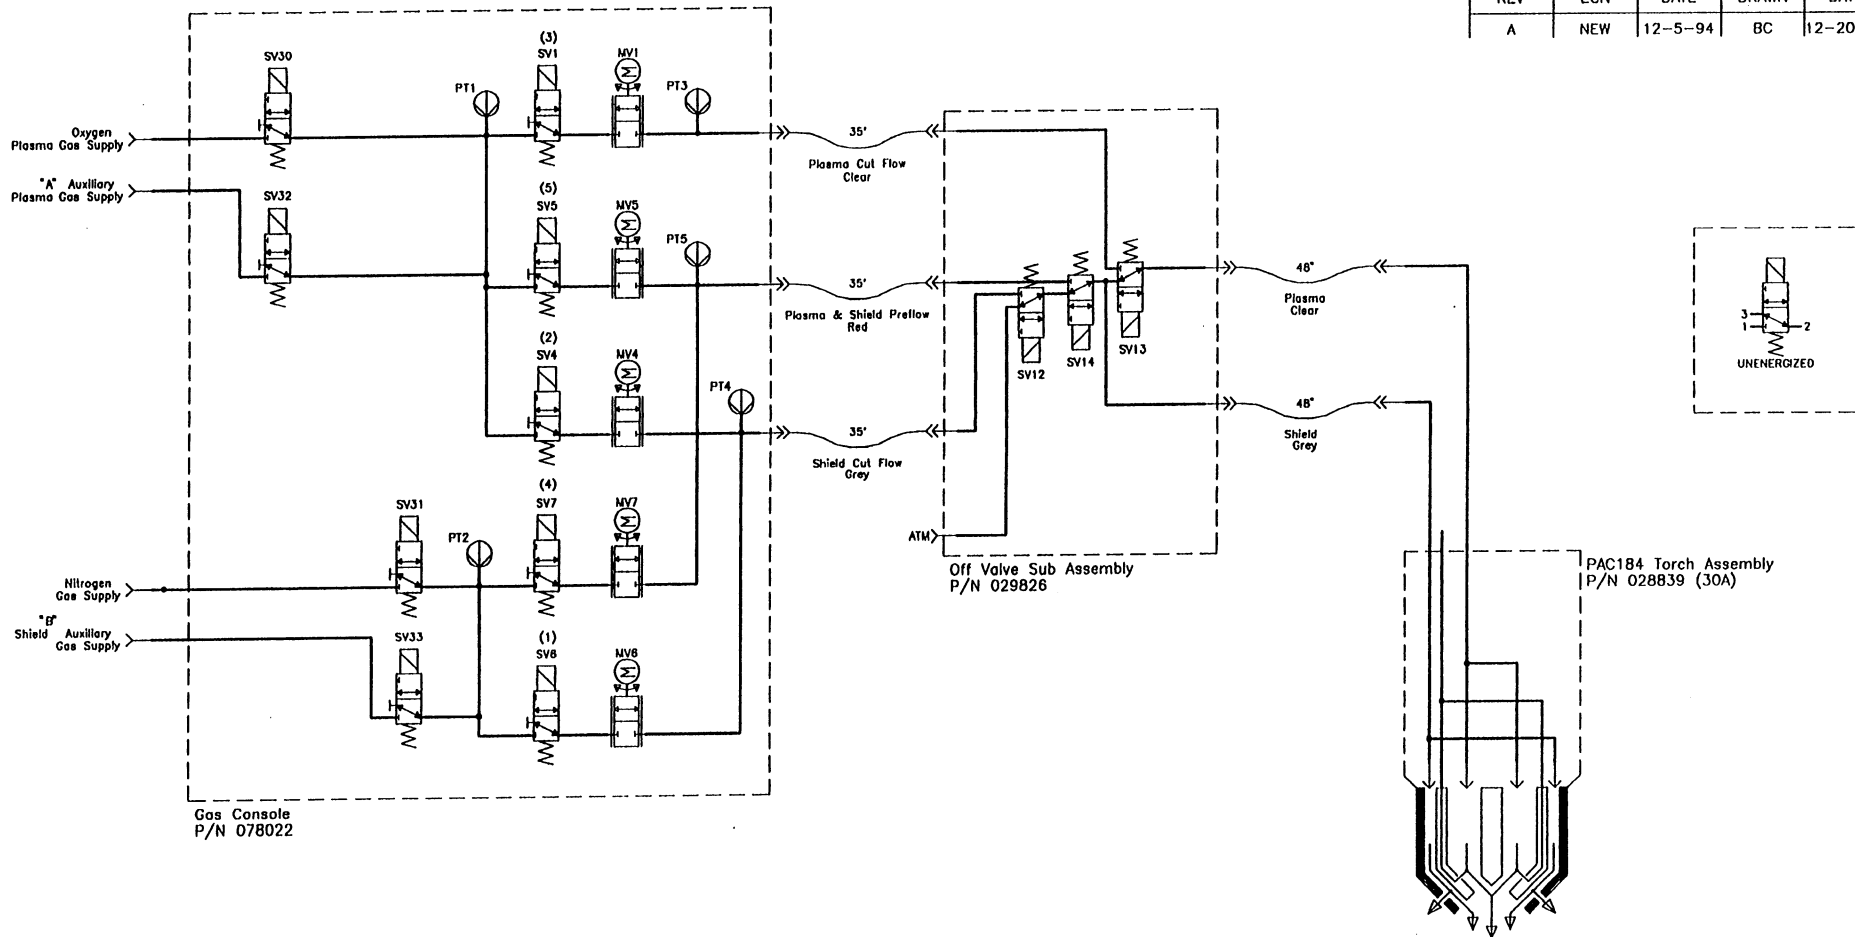 REV ECN DATE DRAWN
A NEW 12-5-94 BC 12-20
SV30
(3)
SV1
MV1
PT1
PT3
Oxygen
Plasma Gas Supply
"A" Auxiliary
Plasma Gas Supply
35'
Plasma Cut Flow
Clear
SV32
(5)
SV5
MV5
PT5
35'
Plasma & Shield Preflow
Red
SV12
SV14
SV13
48"
Plasma
Clear
3
1
2
UNENERGIZED
(2)
SV4
MV4
PT4
35'
Shield Cut Flow
Grey
48"
Shield
Grey
SV31
(4)
SV7
MV7
PT2
ATM
Off Valve Sub Assembly
P/N 029826
PAC184 Torch Assembly
P/N 028839 (30A)
Nitrogen
Gas Supply
"B"
Shield Auxiliary
Gas Supply
SV33
(1)
SV6
MV6
Gas Console
P/N 078022
M
M
M
M
M